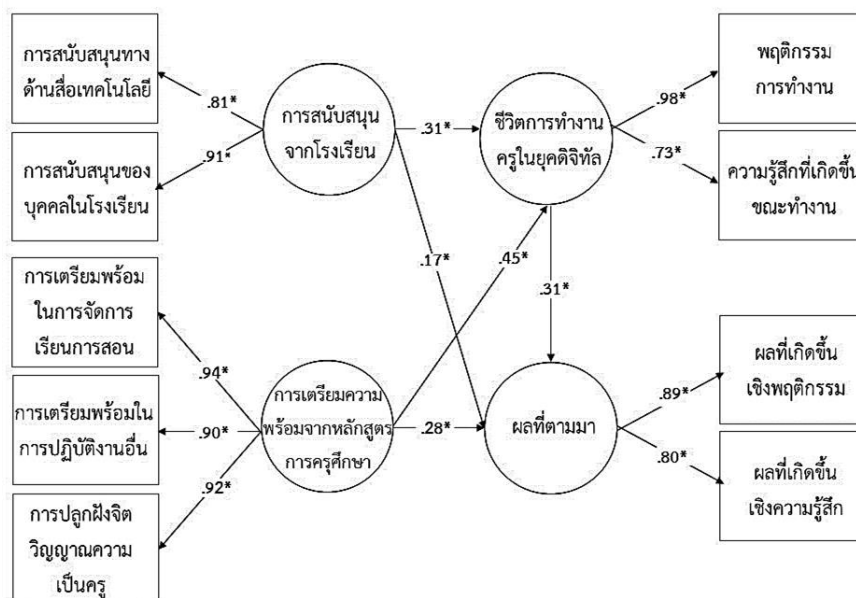 การสนับสนุนทาง
ด้านสื่อเทคโนโลยี
.81*
การสนับสนุนของ
บุคคลในโรงเรียน
.91*
การสนับสนุน
จากโรงเรียน
.31*
ชีวิตการทำงาน
ครูในยุคดิจิทัล
.98*
พฤติกรรม
การทำงาน
.73*
ความรู้สึกที่เกิดขึ้น
ขณะทำงาน
.17*
.45*
.31*
การเตรียมพร้อม
ในการจัดการ
เรียนการสอน
.94*
การเตรียมพร้อมใน
การปฏิบัติงานอื่น
.90*
การปลูกฝังจิต
วิญญาณความ
เป็นครู
.92*
การเตรียมความ
พร้อมจากหลักสูตร
การครุศึกษา
.28*
ผลที่ตามมา
.89*
ผลที่เกิดขึ้น
เชิงพฤติกรรม
.80*
ผลที่เกิดขึ้น
เชิงความรู้สึก